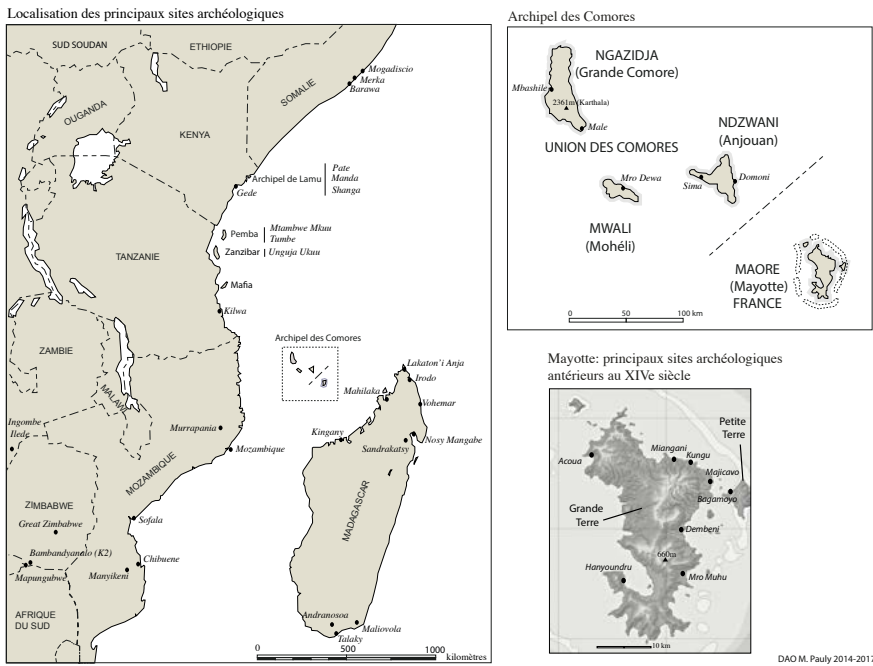 Localisation des principaux sites archéologiques
SUD SOUDAN
ETHIOPIE
Mogadiscio
Merka
Barawa
SOMALIE
OUGANDA
KENYA
Archipel de Lamu
Pate
Manda
Shanga
Gede
Pemba
Mtambwe Mkuu
Tumbe
Zanzibar
Unguja Ukuu
TANZANIE
Mafia
Kilwa
Archipel des Comores
ZAMBIE
MALAWI
Lakaton'i Anja
Irodo
Mahilaka
Vohemar
Ingombe
Ilede
Murrapania
Mozambique
Kingany
Nosy Mangabe
Sandrakatsy
MOZAMBIQUE
MADAGASCAR
ZIMBABWE
Great Zimbabwe
Sofala
Bambandyanalo (K2)
Mapungubwe
Chibuene
Manyikeni
AFRIQUE
DU SUD
Andranosoa
Maliovola
Talaky
0 500 1000
kilomètres
Archipel des Comores
NGAZIDJA
(Grande Comore)
Mbashile
2361m (Karthala)
Male
NDZWANI
(Anjouan)
UNION DES COMORES
Mro Dewa
Sima
Domoni
MWALI
(Mohéli)
MAORE
(Mayotte)
FRANCE
0 50 100 km
Mayotte: principaux sites archéologiques
antérieurs au XIVe siècle
Petite
Terre
Acoua
Miangani
Kungu
Majicavo
Bagamoyo
Grande
Terre
Dembeni
660m
Hanyoundru
Mro Muhu
10 km
DAO M. Pauly 2014-2017